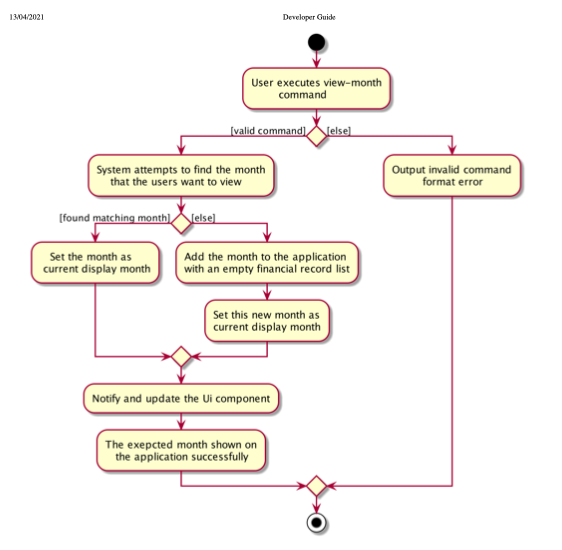 13/04/2021
Developer Guide
User executes view-month
command
[valid command]
[else]
System attempts to find the month
that the users want to view
Output invalid command
format error
[found matching month]
[else]
Set the month as
current display month
Add the month to the application
with an empty financial record list
Set this new month as
current display month
Notify and update the Ui component
The exepcted month shown on
the application successfully